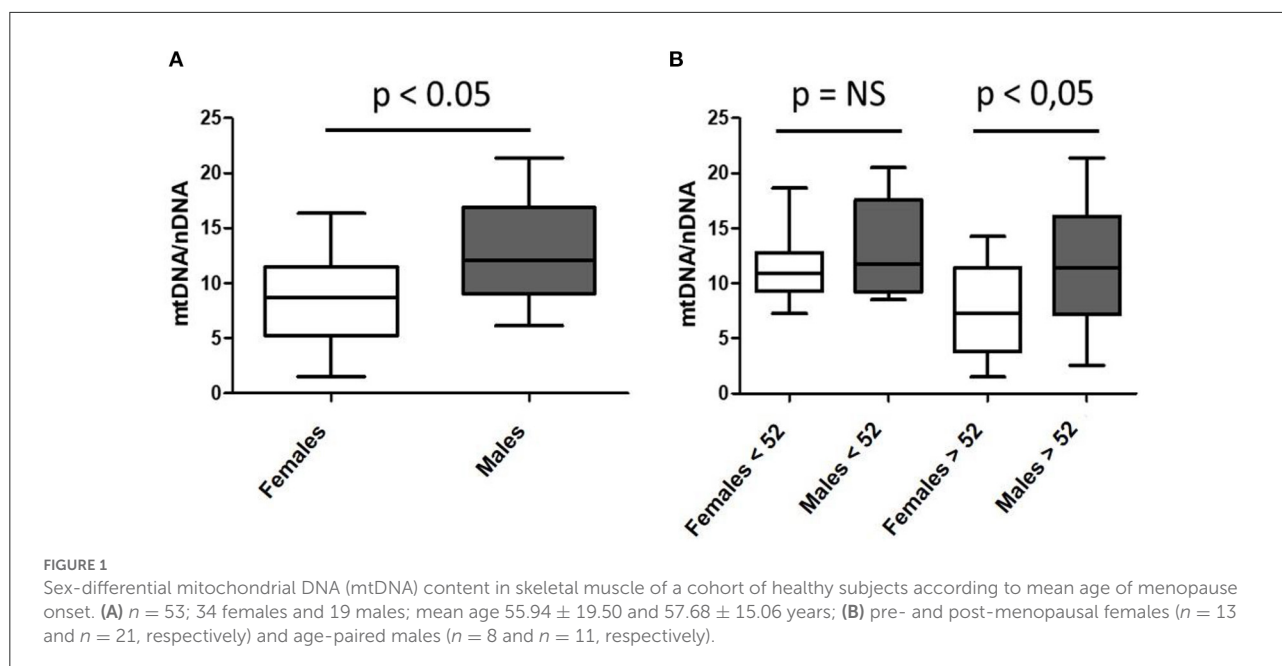 A
p < 0.05
25
20
15
10
5
0
mtDNA/nDNA
Females
Males
B
p = NS
p < 0,05
25
20
15
10
5
0
mtDNA/nDNA
Females < 52
Males < 52
Females > 52
Males > 52
FIGURE 1
Sex-differential mitochondrial DNA (mtDNA) content in skeletal muscle of a cohort of healthy subjects according to mean age of menopause
onset. (A) n = 53; 34 females and 19 males; mean age 55.94 ± 19.50 and 57.68 ± 15.06 years; (B) pre- and post-menopausal females (n = 13
and n = 21, respectively) and age-paired males (n = 8 and n = 11, respectively).